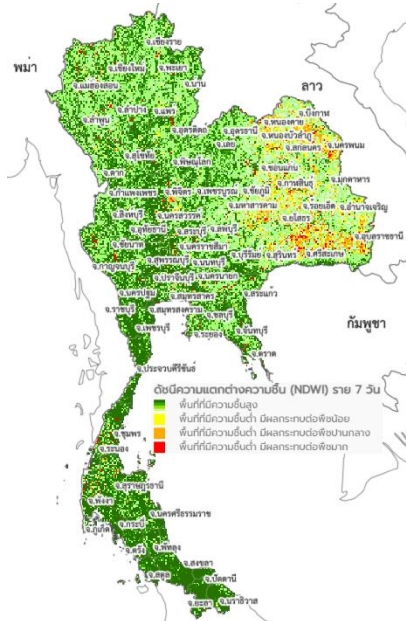 จ.เชียงราย
พม่า
จ.เชียงใหม่ จ.พะเยา
ลาว
จ.แม่ฮ่องสอน จ.น่าน
จ.บึงกาฬ
จ.ลำปาง จ.แพร่
จ.หนองคาย
จ.ลำพูน
จ.อุตรดิตถ์ จ.อุดรธานี จ.หนองบัวลำภู
จ.เลย จ.สกลนคร จ.นครพนม
จ.สุโขทัย จ.พิษณุโลก
จ.ขอนแก่น
จ.ตาก
จ.กาฬสินธุ์ จ.มุกดาหาร
จ.กำแพงเพชร จ.พิจิตร จ.เพชรบูรณ์ จ.ชัยภูมิ
จ.มหาสารคาม จ.ร้อยเอ็ด จ.อำนาจเจริญ
จ.สิงหบุรี จ.นครสวรรค์
จ.ยโสธร
จ.อุทัยธานี จ.สระบุรี จ.ลพบุรี
จ.อุบลราชธานี
จ.ชัยนาท จ.นครราชสีมา
จ.บุรีรัมย์ จ.สุรินทร์ จ.ศรีสะเกษ
จ.สุพรรณบุรี จ.นนทบุรี
จ.กาญจนบุรี
จ.ปราจีนบุรี จ.นครนายก
จ.นครปฐม จ.สมุทรสาคร จ.สระแก้ว
จ.ราชบุรี จ.สมุทรสงคราม จ.ชลบุรี
กัมพูชา
จ.เพชรบุรี
จ.ระยอง จ.จันทบุรี
จ.ตราด
จ.ประจวบคีรีขันธ์
ดัชนีความแตกต่างความชื้น (NDWI) ราย 7 วัน
พื้นที่ที่มีความชื้นสูง
พื้นที่ที่มีความชื้นต่ำ มีผลกระทบต่อพืชน้อย
พื้นที่ที่มีความชื้นต่ำ มีผลกระทบต่อพืชปานกลาง
พื้นที่ที่มีความชื้นต่ำ มีผลกระทบต่อพืชมาก
จ.ชุมพร
จ.ระนอง
จ.สุราษฎรธานี
จ.พังงา
จ.นครศรีธรรมราช
จ.ภูเก็ต จ.กระบี่
จ.ตรัง จ.พัทลุง
จ.สงขลา
จ.สตูล จ.ปัตตานี
จ.ยะลา จ.นราธิวาส